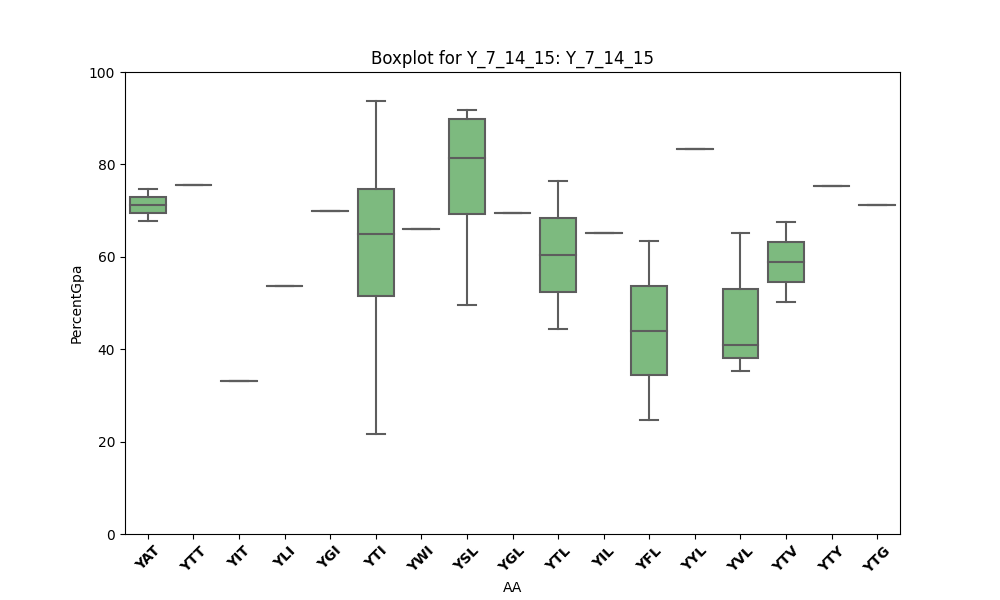 Boxplot for Y_7_14_15: Y_7_14_15
100
80
60
40
20
0
PercentGpa
YAT YTT YIT YLI YGI YTI YWI YSL YGL YTL YIL YFL YYL YVL YTV YTY YTG
AA